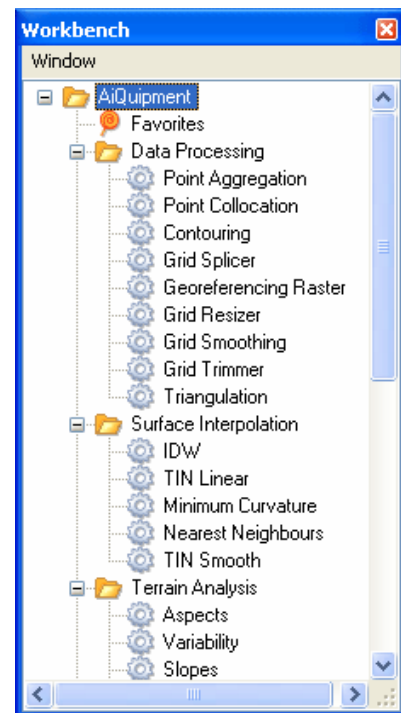 Workbench
Window
AiQuipment
Favorites
Data Processing
Point Aggregation
Point Collocation
Contouring
Grid Splicer
Georeferencing Raster
Grid Resizer
Grid Smoothing
Grid Trimmer
Triangulation
Surface Interpolation
IDW
TIN Linear
Minimum Curvature
Nearest Neighbours
TIN Smooth
Terrain Analysis
Aspects
Variability
Slopes